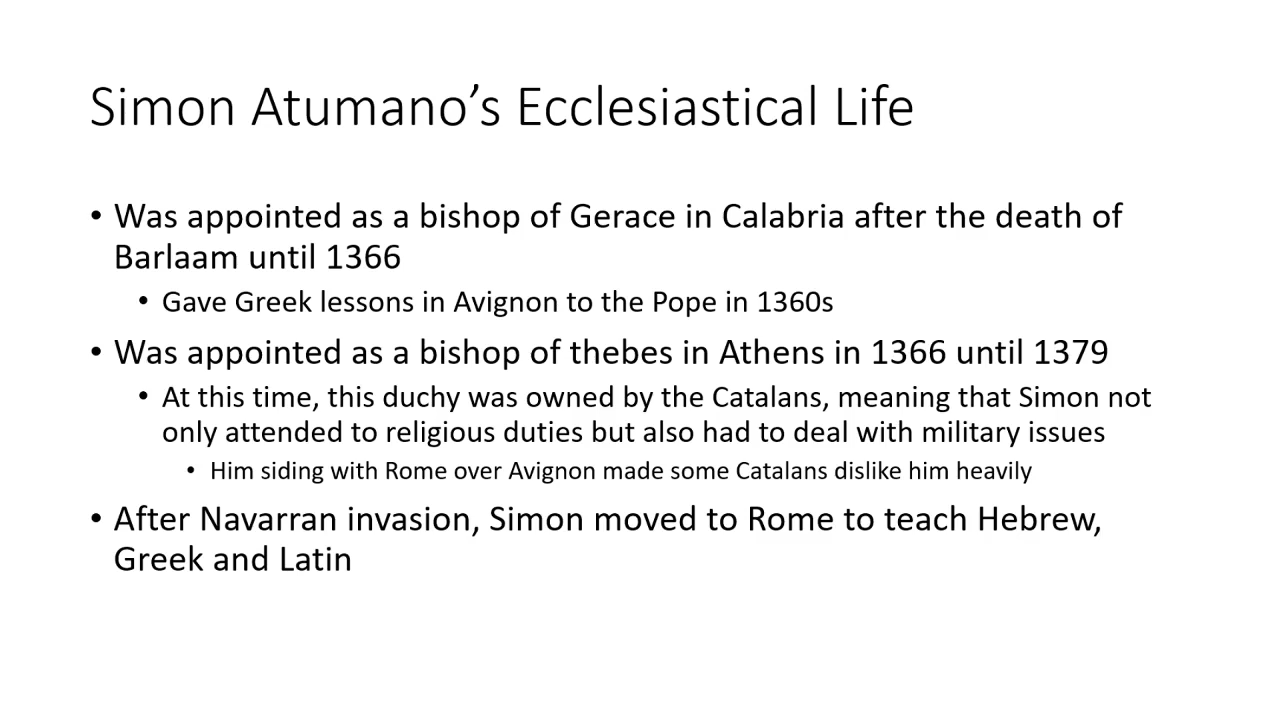 Simon Atumano’s Ecclesiastical Life
• Was appointed as a bishop of Gerace in Calabria after the death of
Barlaam until 1366
• Gave Greek lessons in Avignon to the Pope in 1360s
• Was appointed as a bishop of thebes in Athens in 1366 until 1379
• At this time, this duchy was owned by the Catalans, meaning that Simon not
only attended to religious duties but also had to deal with military issues
• Him siding with Rome over Avignon made some Catalans dislike him heavily
• After Navarran invasion, Simon moved to Rome to teach Hebrew,
Greek and Latin